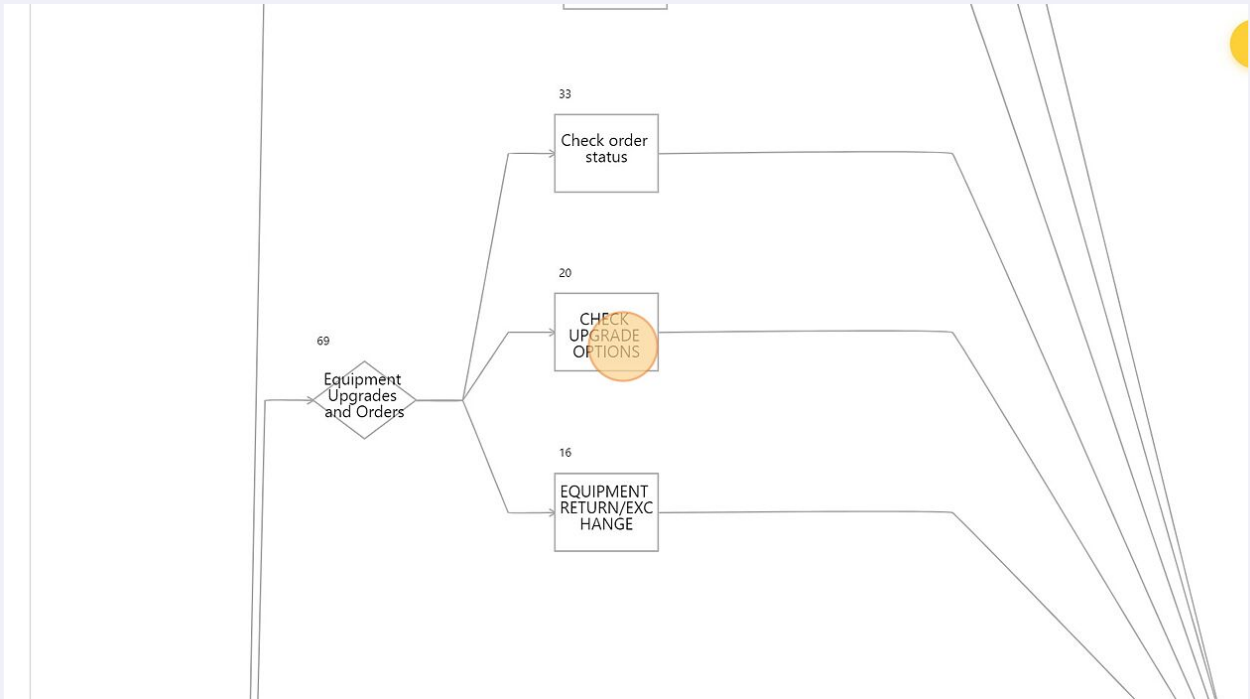 33
Check order
status
20
CHECK
UPGRADE
OPTIONS
69
Equipment
Upgrades
and Orders
16
EQUIPMENT
RETURN/EXC
HANGE